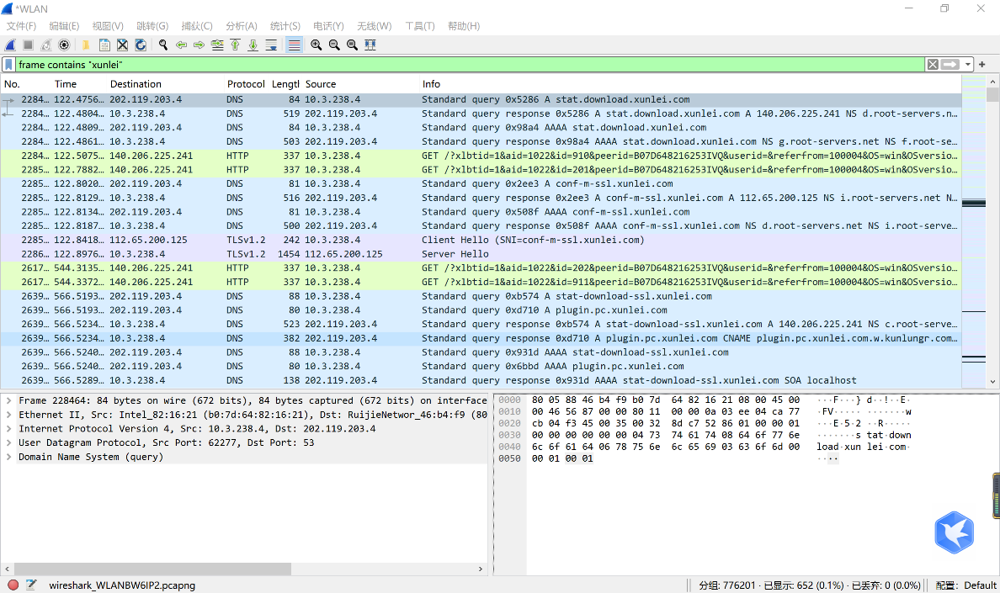 *WLAN
文件(F) 编辑(E) 视图(V) 跳转(G) 捕获(C) 分析(A) 统计(S) 电话(Y) 无线(W) 工具(T) 帮助(H)
frame contains "xunlei"
No. Time Destination Protocol Lengtl Source Info
2284… 122.4756… 202.119.203.4 DNS 84 10.3.238.4 Standard query 0x5286 A stat.download.xunlei.com
2284… 122.4804… 10.3.238.4 DNS 519 202.119.203.4 Standard query response 0x5286 A stat.download.xunlei.com A 140.206.225.241 NS d.root-servers.n…
2284… 122.4809… 202.119.203.4 DNS 84 10.3.238.4 Standard query 0x98a4 AAAA stat.download.xunlei.com
2284… 122.4861… 10.3.238.4 DNS 503 202.119.203.4 Standard query response 0x98a4 AAAA stat.download.xunlei.com NS g.root-servers.net NS f.root-se…
2284… 122.5075… 140.206.225.241 HTTP 337 10.3.238.4 GET /?xlbtid=1&aid=1022&id=910&peerid=B07D648216253IVQ&userid=&referfrom=100004&OS=win&OSversio…
2284… 122.7882… 140.206.225.241 HTTP 337 10.3.238.4 GET /?xlbtid=1&aid=1022&id=201&peerid=B07D648216253IVQ&userid=&referfrom=100004&OS=win&OSversio…
2285… 122.8020… 202.119.203.4 DNS 81 10.3.238.4 Standard query 0x2ee3 A conf-m-ssl.xunlei.com
2285… 122.8129… 10.3.238.4 DNS 516 202.119.203.4 Standard query response 0x2ee3 A conf-m-ssl.xunlei.com A 112.65.200.125 NS i.root-servers.net N…
2285… 122.8134… 202.119.203.4 DNS 81 10.3.238.4 Standard query 0x508f AAAA conf-m-ssl.xunlei.com
2285… 122.8187… 10.3.238.4 DNS 500 202.119.203.4 Standard query response 0x508f AAAA conf-m-ssl.xunlei.com NS d.root-servers.net NS i.root-serve…
2285… 122.8418… 112.65.200.125 TLSv1.2 242 10.3.238.4 Client Hello (SNI=conf-m-ssl.xunlei.com)
2286… 122.8976… 10.3.238.4 TLSv1.2 1454 112.65.200.125 Server Hello
2617… 544.3135… 140.206.225.241 HTTP 337 10.3.238.4 GET /?xlbtid=1&aid=1022&id=202&peerid=B07D648216253IVQ&userid=&referfrom=100004&OS=win&OSversio…
2617… 544.3372… 140.206.225.241 HTTP 337 10.3.238.4 GET /?xlbtid=1&aid=1022&id=911&peerid=B07D648216253IVQ&userid=&referfrom=100004&OS=win&OSversio…
2639… 566.5193… 202.119.203.4 DNS 88 10.3.238.4 Standard query 0xb574 A stat-download-ssl.xunlei.com
2639… 566.5193… 202.119.203.4 DNS 80 10.3.238.4 Standard query 0xd710 A plugin.pc.xunlei.com
2639… 566.5234… 10.3.238.4 DNS 523 202.119.203.4 Standard query response 0xb574 A stat-download-ssl.xunlei.com A 140.206.225.241 NS c.root-serve…
2639… 566.5234… 10.3.238.4 DNS 382 202.119.203.4 Standard query response 0xd710 A plugin.pc.xunlei.com CNAME plugin.pc.xunlei.com.w.kunlungr.com…
2639… 566.5240… 202.119.203.4 DNS 88 10.3.238.4 Standard query 0x931d AAAA stat-download-ssl.xunlei.com
2639… 566.5240… 202.119.203.4 DNS 80 10.3.238.4 Standard query 0x6bbd AAAA plugin.pc.xunlei.com
2639… 566.5289… 10.3.238.4 DNS 138 202.119.203.4 Standard query response 0x931d AAAA stat-download-ssl.xunlei.com SOA localhost
Frame 228464: 84 bytes on wire (672 bits), 84 bytes captured (672 bits) on interface
Ethernet II, Src: Intel_82:16:21 (b0:7d:64:82:16:21), Dst: RuijieNetwor_46:b4:f9 (80
Internet Protocol Version 4, Src: 10.3.238.4, Dst: 202.119.203.4
User Datagram Protocol, Src Port: 62277, Dst Port: 53
Domain Name System (query)
0000 80 05 88 46 b4 f9 b0 7d 64 82 16 21 08 00 45 00 ···F···} d··!··E·
0010 00 46 56 87 00 00 80 11 00 00 0a 03 ee 04 ca 77 ·FV····· ·······w
0020 cb 04 f3 45 00 35 00 32 8d c7 52 86 01 00 00 01 ···E·5·2 ··R·····
0030 00 00 00 00 00 00 04 73 74 61 74 08 64 6f 77 6e ·······s tat·down
0040 6c 6f 61 64 06 78 75 6e 6c 65 69 03 63 6f 6d 00 load·xun lei·com·
0050 00 01 00 01 ····
wireshark_WLANBW6IP2.pcapng 分组: 776201 · 已显示: 652 (0.1%) · 已丢弃: 0 (0.0%) 配置: Default